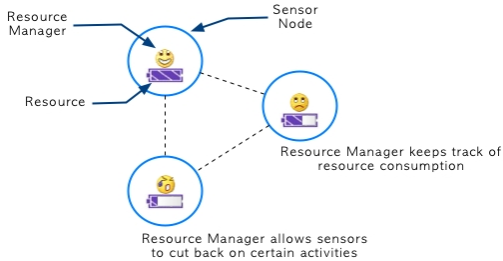 Resource
Manager
Sensor
Node
Resource
Resource Manager keeps track of
resource consumption
Resource Manager allows sensors
to cut back on certain activities